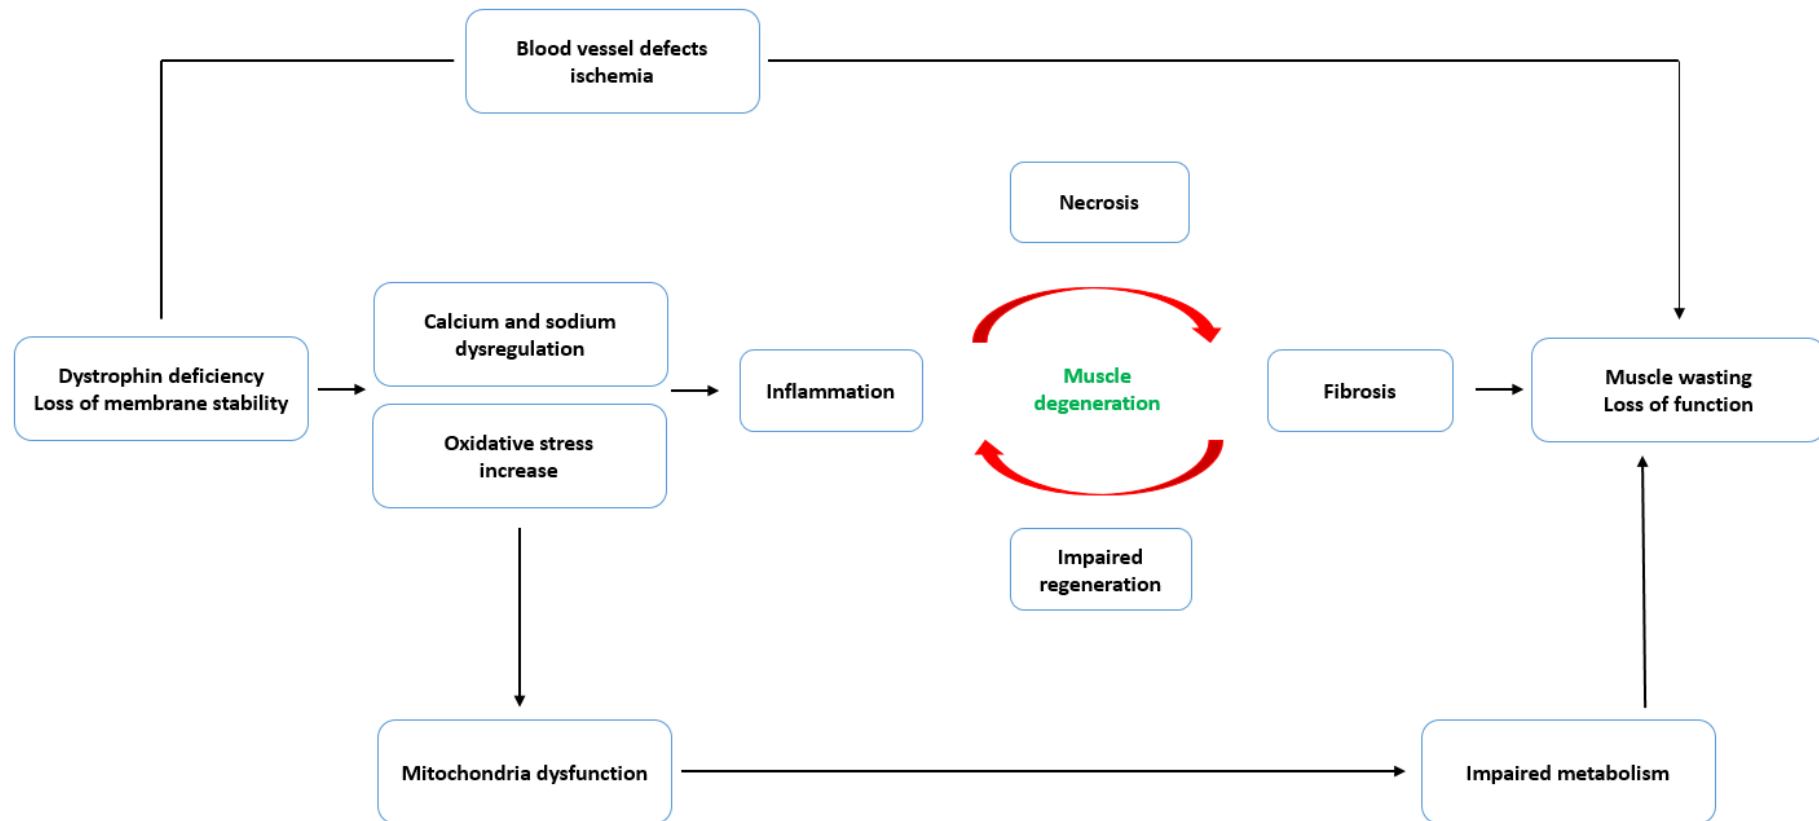 Blood vessel defects
ischemia
Necrosis
Calcium and sodium
dysregulation
Dystrophin deficiency
Loss of membrane stability
Oxidative stress
increase
Inflammation
Muscle
degeneration
Fibrosis
Muscle wasting
Loss of function
Impaired
regeneration
Mitochondria dysfunction
Impaired metabolism